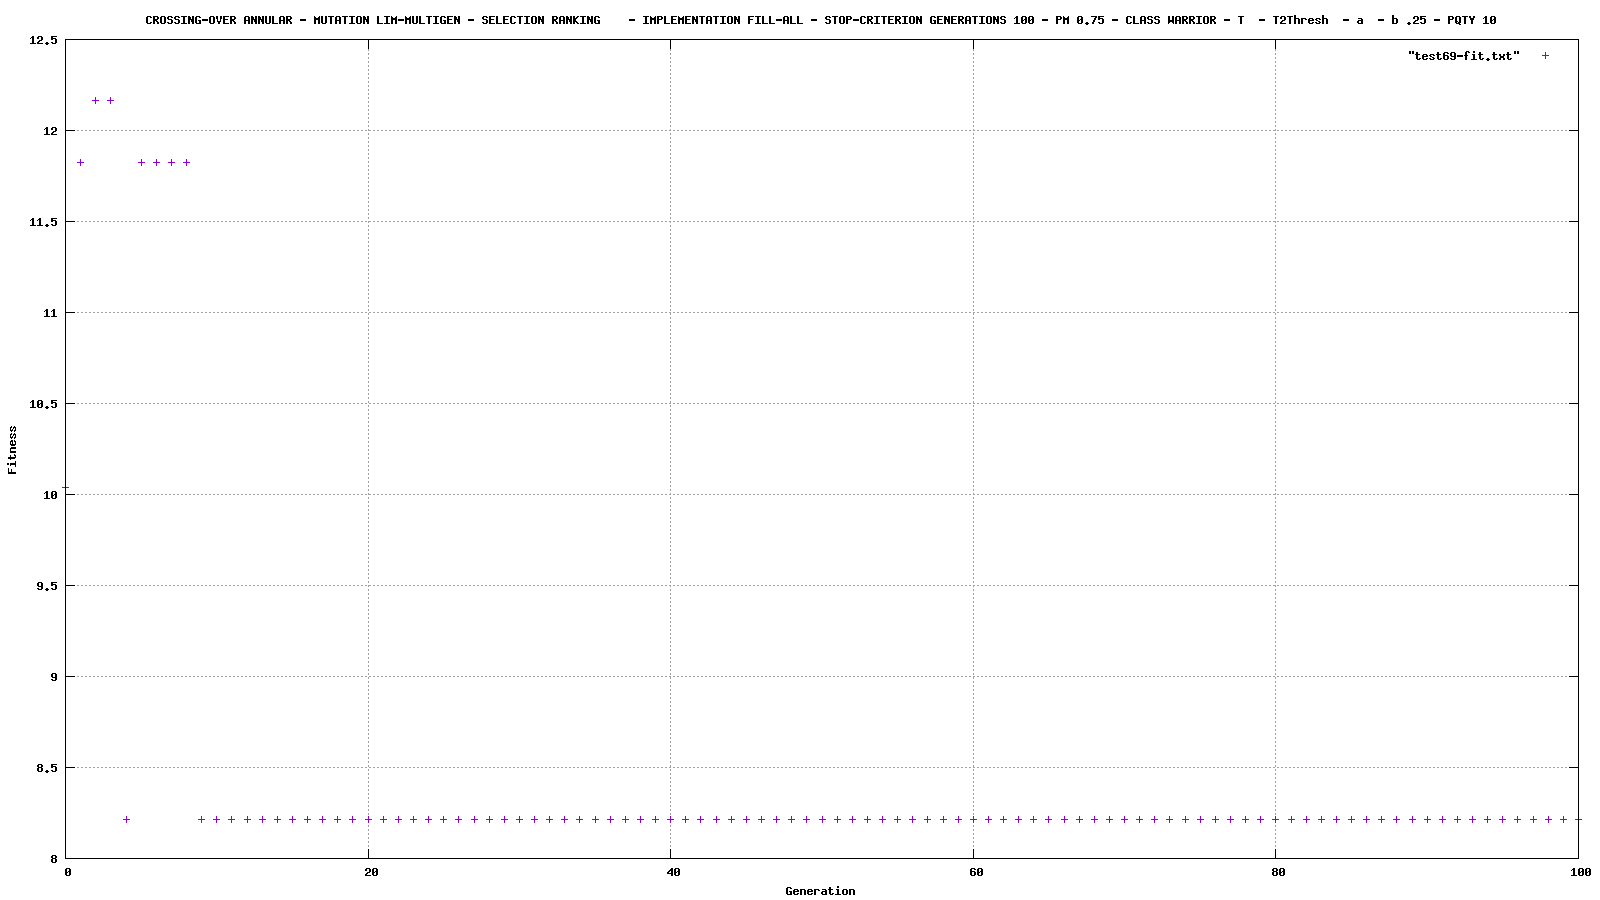 CROSSING-OVER ANNULAR - MUTATION LIM-MULTIGEN - SELECTION RANKING    - IMPLEMENTATION FILL-ALL - STOP-CRITERION GENERATIONS 100 - PM 0.75 - CLASS WARRIOR - T  - T2Thresh  - a  - b .25 - PQTY 10
"test69-fit.txt"
12.5
12
11.5
11
10.5
10
9.5
9
8.5
8
Fitness
0 20 40 60 80 100
Generation